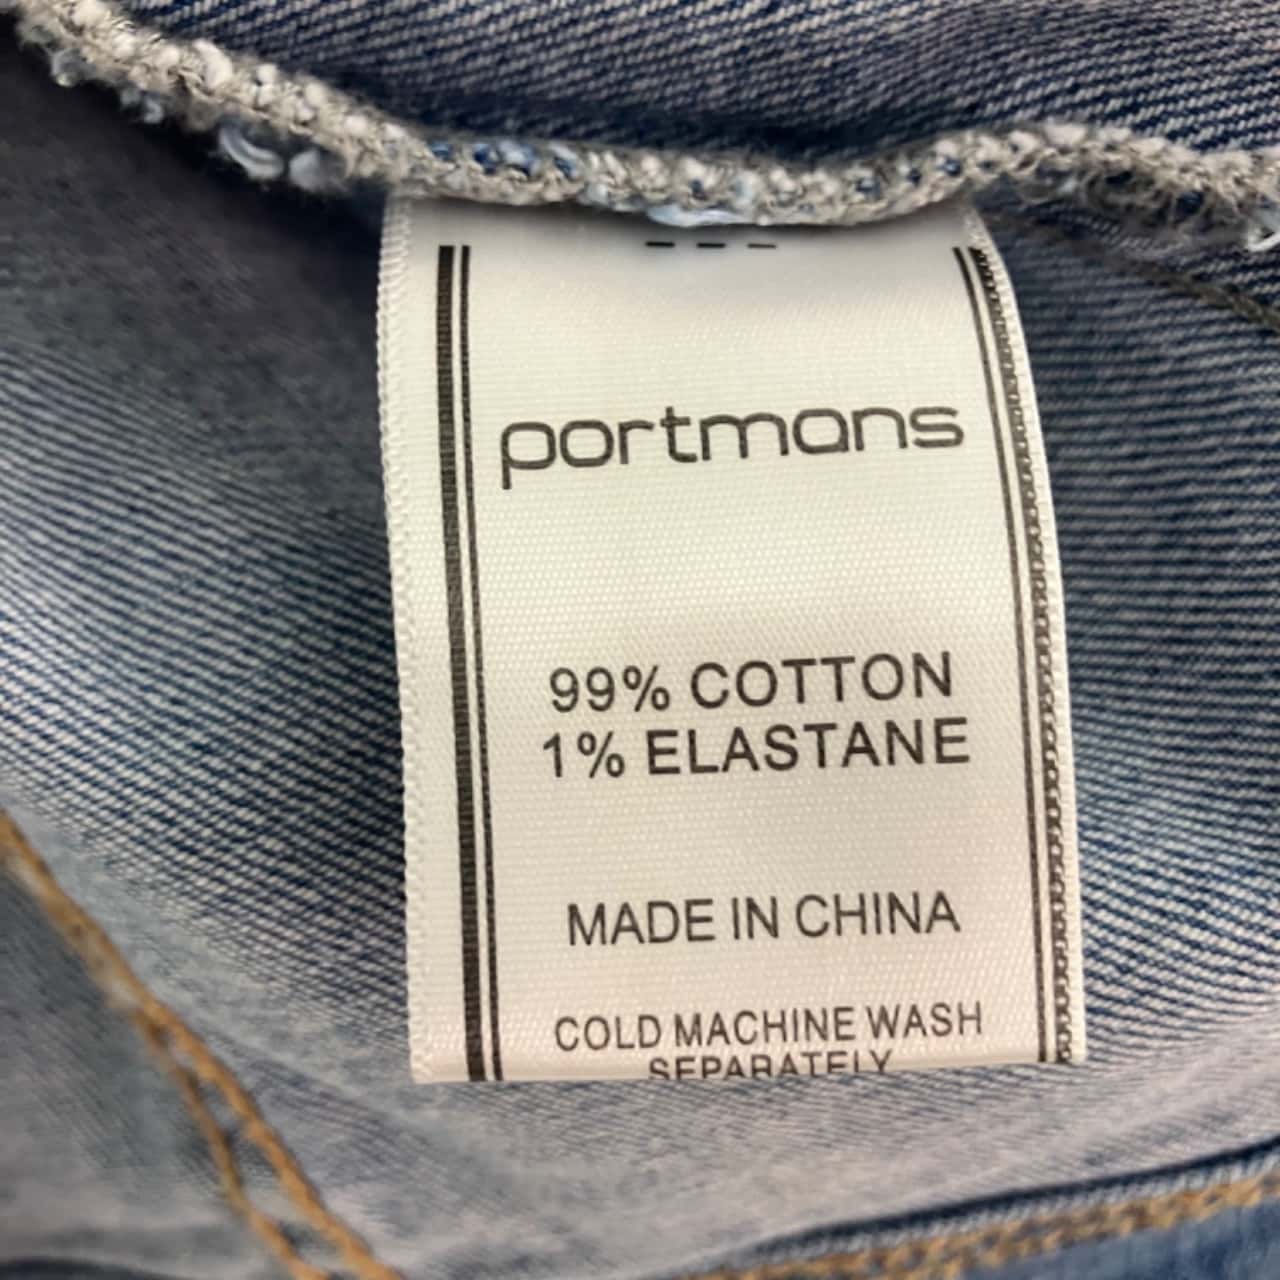 portmans
99% COTTON
1% ELASTANE
MADE IN CHINA
COLD MACHINE WASH
SEPARATELY